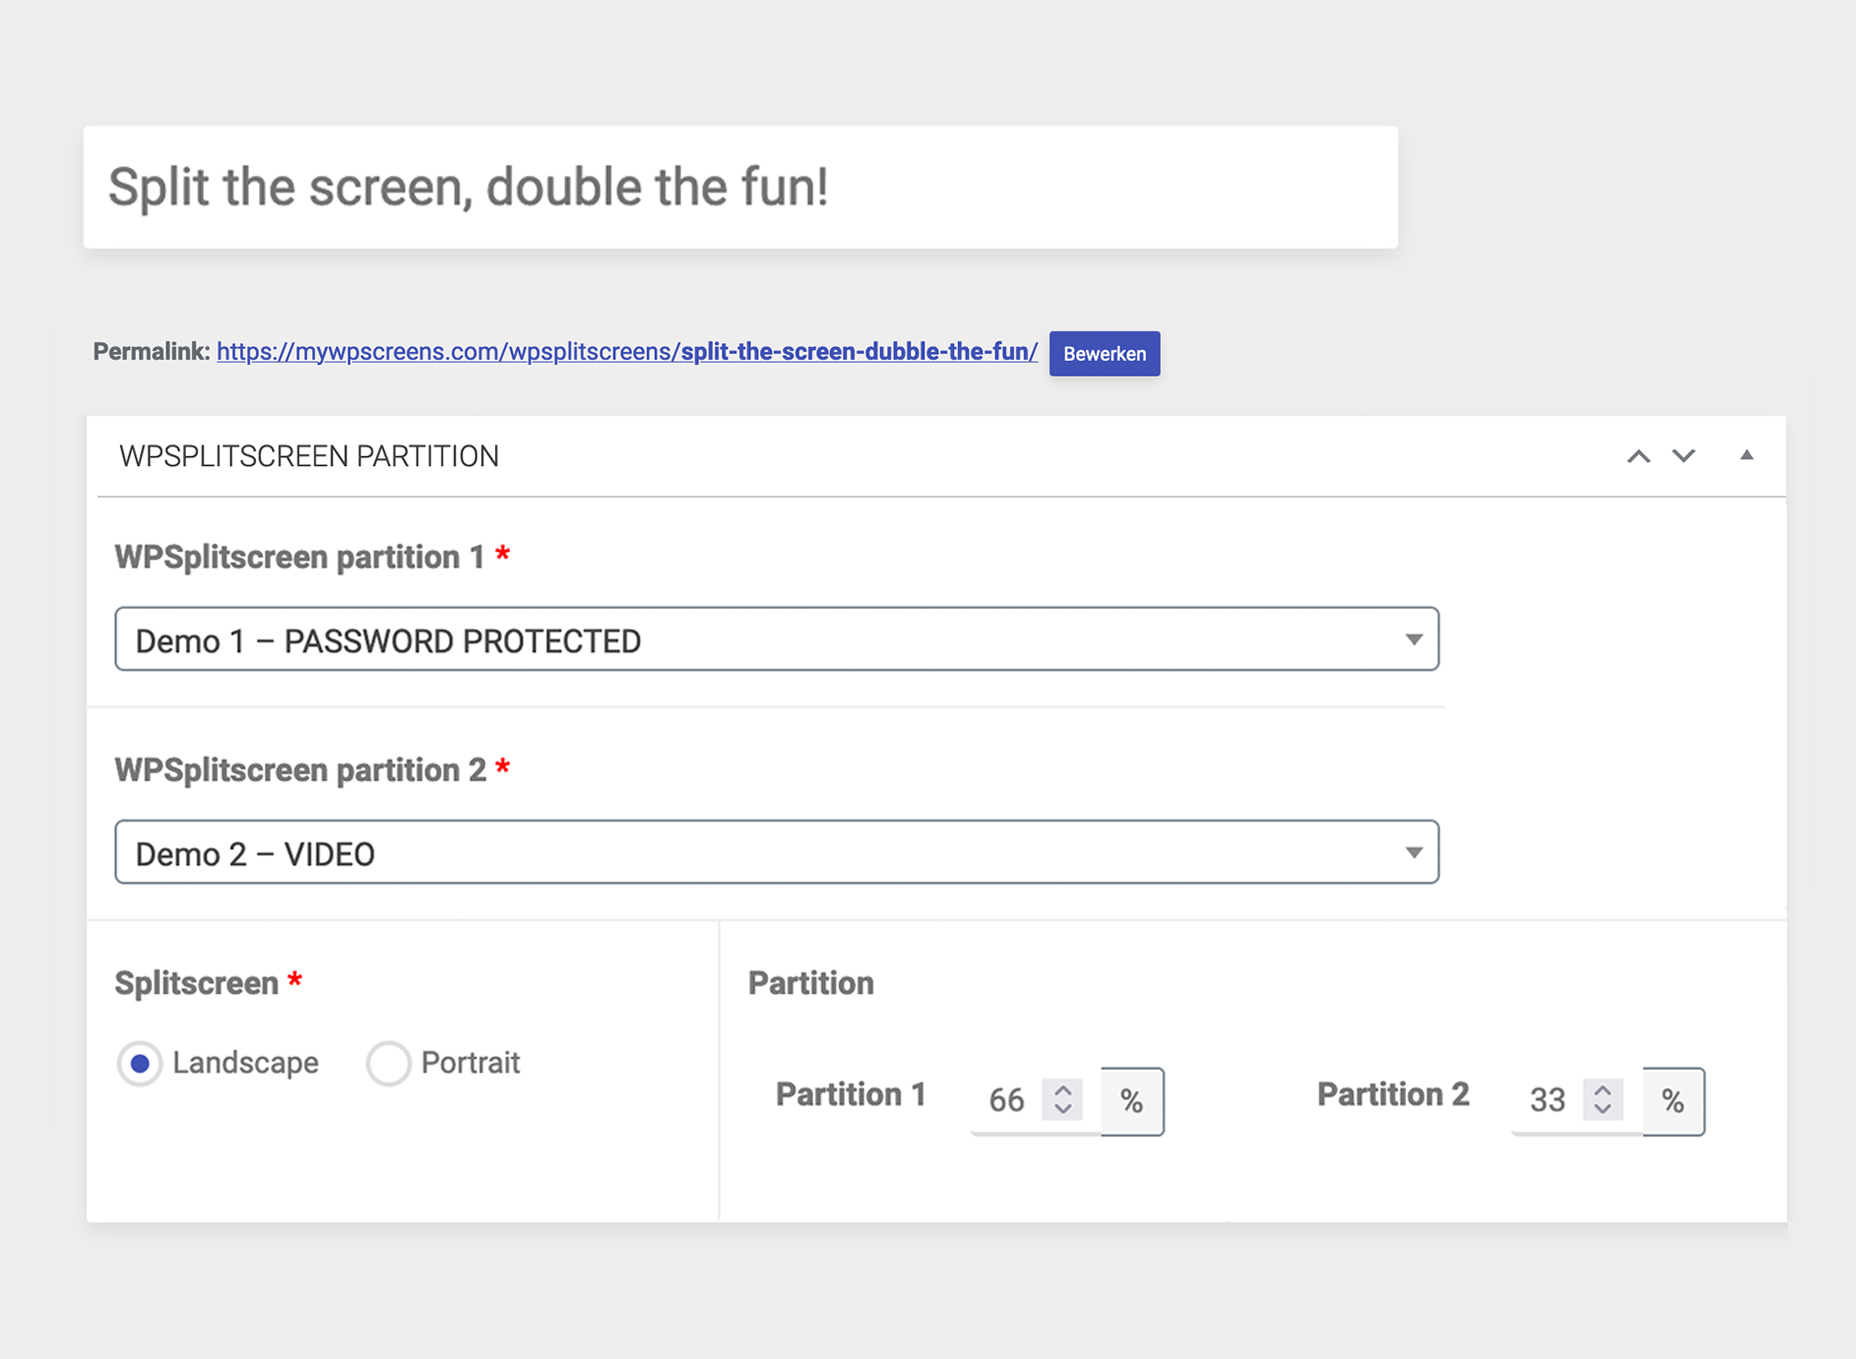 Split the screen, double the fun!
Permalink: https://mywpscreens.com/wpsplitscreens/split-the-screen-dubble-the-fun/ Bewerken
WPSPLITSCREEN PARTITION
WPSplitscreen partition 1 *
Demo 1 – PASSWORD PROTECTED
WPSplitscreen partition 2 *
Demo 2 – VIDEO
Splitscreen *
Landscape Portrait
Partition
Partition 1 66 % Partition 2 33 %